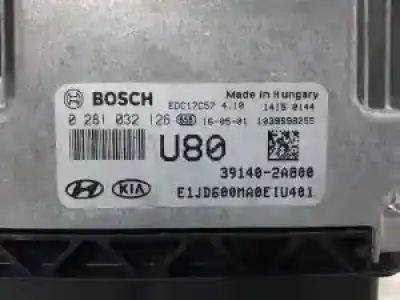 BOSCH EDC17C57 4.10 Made in Hungary 1415 0144
0 281 032 126 16-05-01 1039S98255
U80
39140-2A800
HYUNDAI KIA E1JD600MA0EIU401